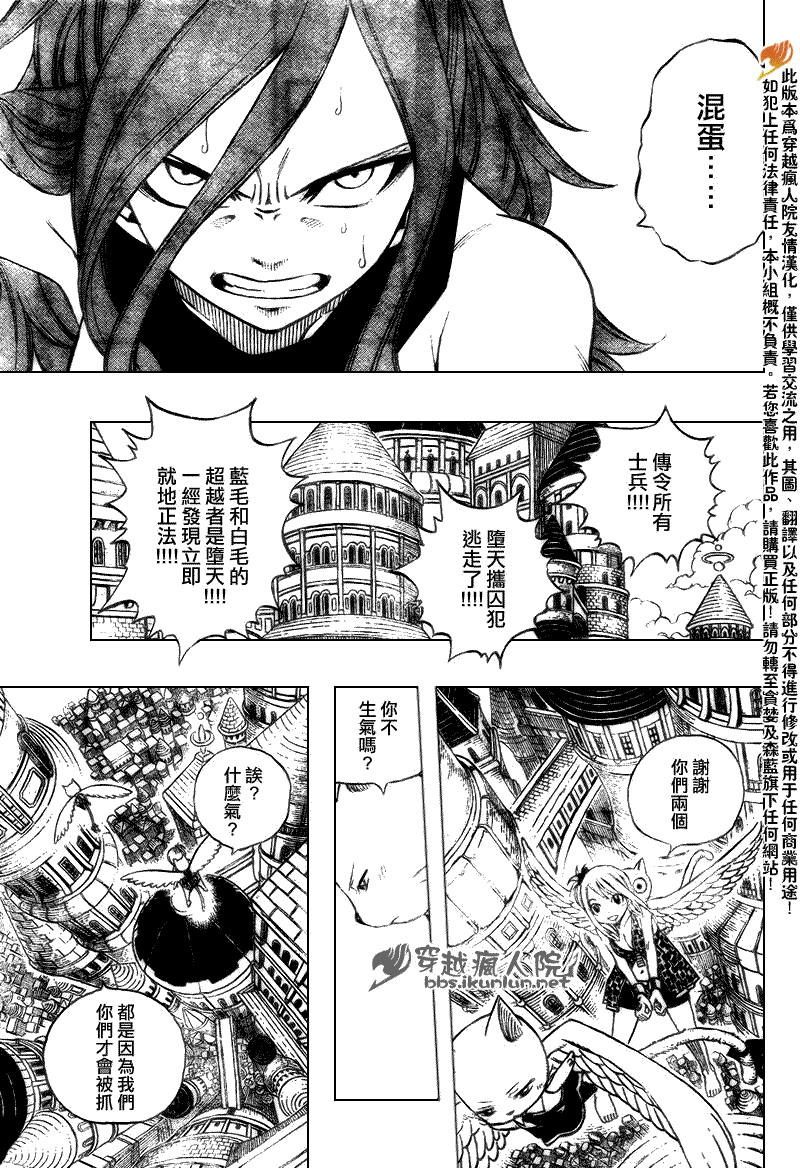 混蛋……
傳令所有
士兵!!!!
墮天攜囚犯
逃走了!!!!
藍毛和白毛的
超越者是墮天!!!!
一經發現立即
就地正法!!!!
謝謝
你們兩個
你不
生氣嗎？
誒？
什麼氣？
都是因為我們
你們才會被抓
穿越瘋人院
bbs.ikunlun.net
此版本爲穿越瘋人院友情漢化，僅供學習交流之用，其圖、翻譯以及任何部分不得進行修改或用于任何商業用途！
如犯上任何法律責任，本小組概不負責。若您喜歡此作品，請購買正版！請勿轉至貪婪及森藍旗下任何網站！